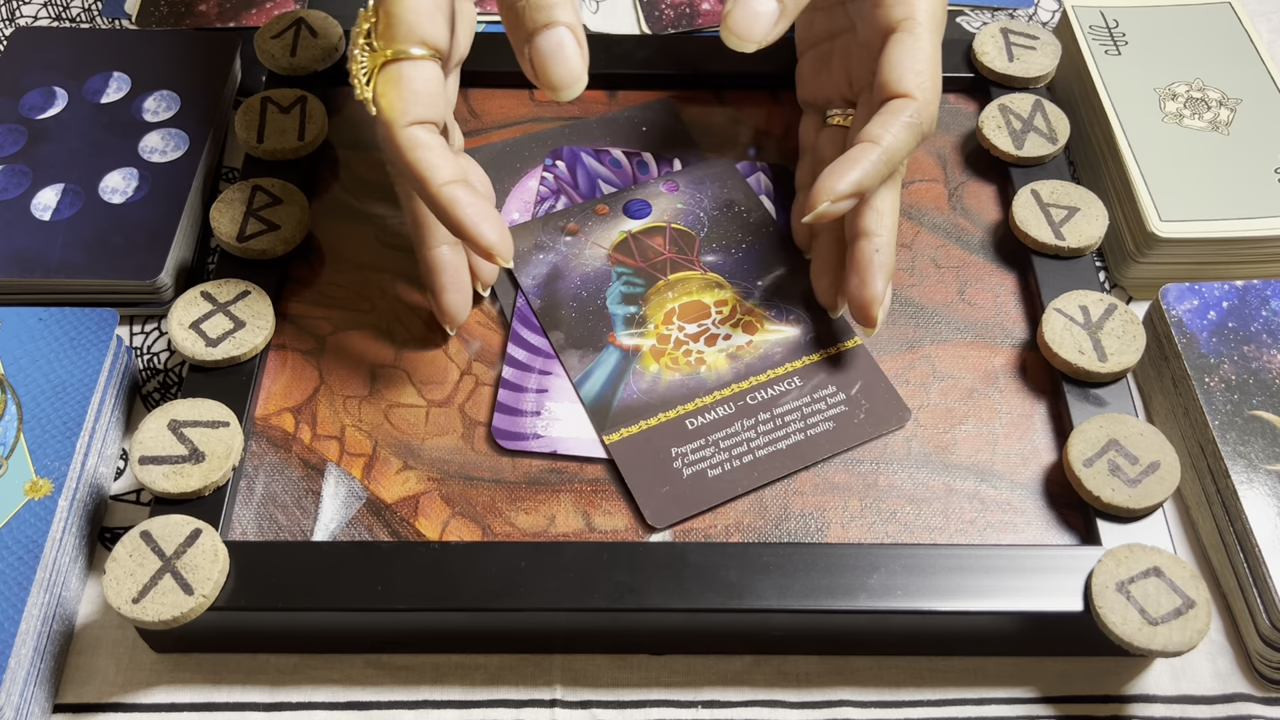 ᛏ
ᚨ
ᛖ
ᛞ
ᛒ
ᚦ
ᛟ
ᛉ
ᛊ
ᛃ
ᚷ
DAMRU – CHANGE
Prepare yourself for the imminent winds
of change, knowing that it may bring both
favourable and unfavourable outcomes,
but it is an inescapable reality.